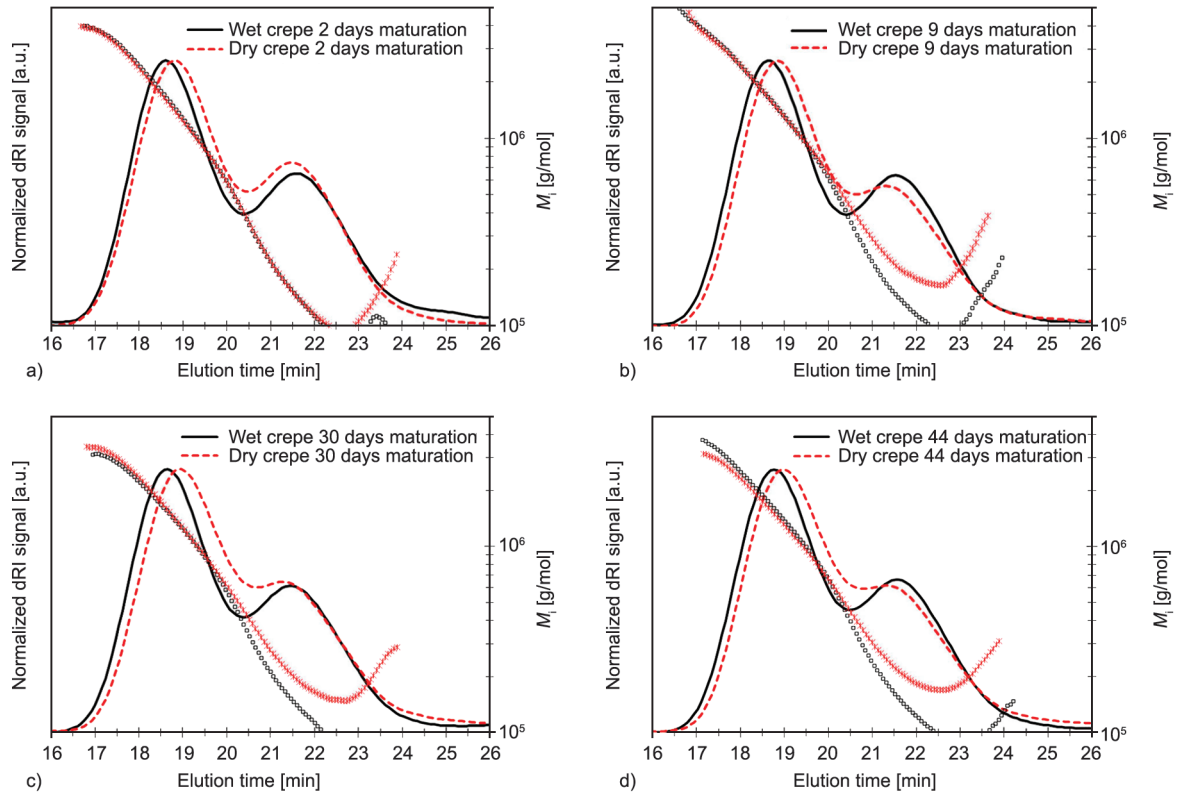 Wet crepe 2 days maturation
Dry crepe 2 days maturation
Normalized dRI signal [a.u.]
10⁶
10⁵
Mi [g/mol]
16 17 18 19 20 21 22 23 24 25 26
a) Elution time [min]
Wet crepe 9 days maturation
Dry crepe 9 days maturation
Normalized dRI signal [a.u.]
10⁶
10⁵
Mi [g/mol]
16 17 18 19 20 21 22 23 24 25 26
b) Elution time [min]
Wet crepe 30 days maturation
Dry crepe 30 days maturation
Normalized dRI signal [a.u.]
10⁶
10⁵
Mi [g/mol]
16 17 18 19 20 21 22 23 24 25 26
c) Elution time [min]
Wet crepe 44 days maturation
Dry crepe 44 days maturation
Normalized dRI signal [a.u.]
10⁶
10⁵
Mi [g/mol]
16 17 18 19 20 21 22 23 24 25 26
d) Elution time [min]